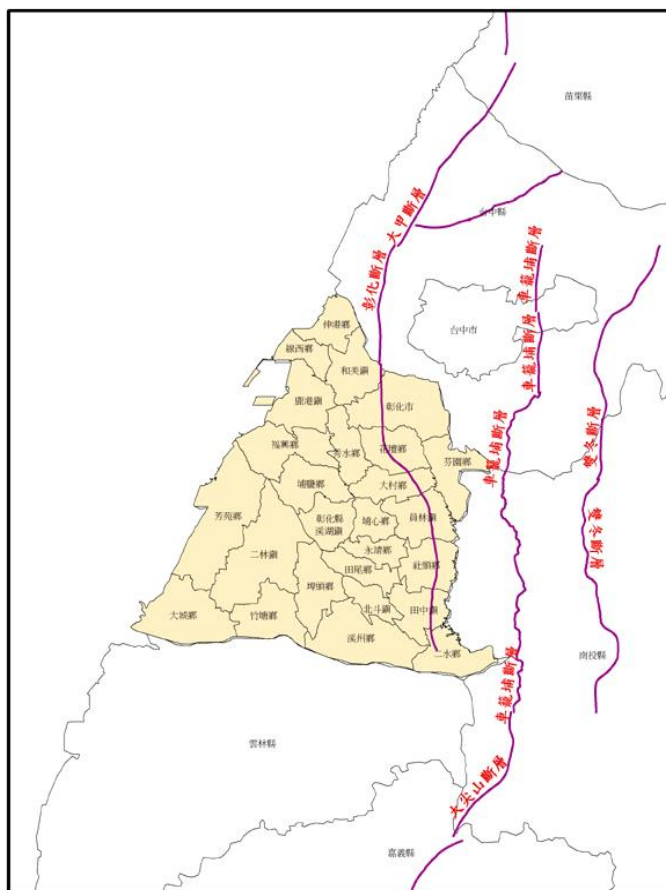 苗栗縣
台中縣
大甲斷層
彰化斷層
車籠埔斷層
台中市
車籠埔斷層
伸港鄉
線西鄉
和美鎮
鹿港鎮
彰化市
福興鄉
秀水鄉
花壇鄉
芬園鄉
車籠埔斷層
雙冬斷層
埔鹽鄉
大村鄉
芳苑鄉
彰化縣
溪湖鎮
埔心鄉
員林鎮
雙冬斷層
二林鎮
永靖鄉
田尾鄉
社頭鄉
埤頭鄉
大城鄉
竹塘鄉
北斗鎮
田中鎮
溪州鄉
二水鄉
南投縣
車籠埔斷層
雲林縣
大尖山斷層
嘉義縣